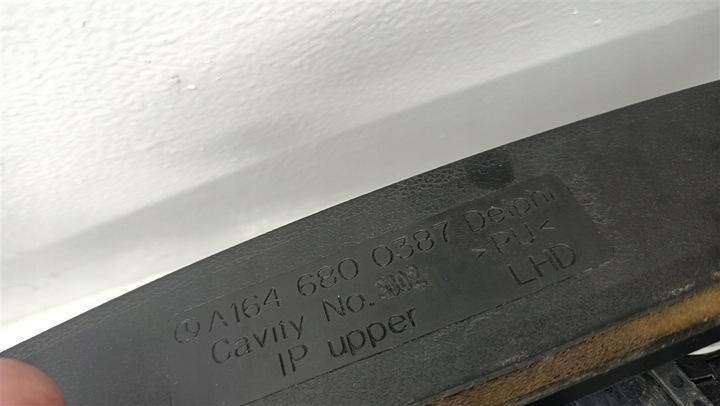 A164 680 0387 Delphi
Cavity No. >PU<
IP upper LHD